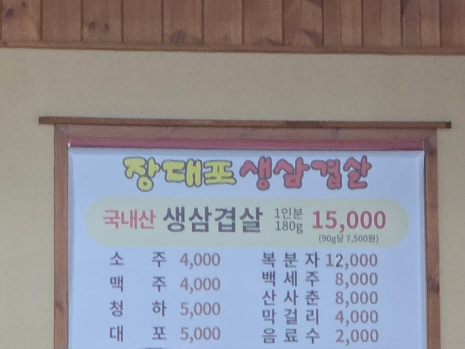 장대포 생삼겹살
국내산 생삼겹살 1인분 180g 15,000
(90g당 7,500원)
소 주 4,000
맥 주 4,000
청 하 5,000
대 포 5,000
복 분 자 12,000
백 세 주 8,000
산 사 춘 8,000
막 걸 리 4,000
음 료 수 2,000